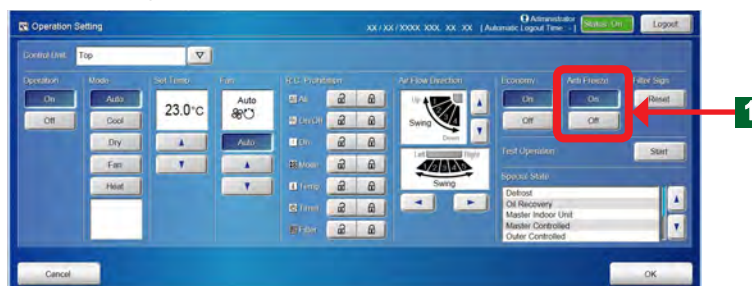 Operation Setting
XX / XX / XXXX XXX, XX : XX [ Administrator Automatic Logout Time : - ] Status: On Logout
Control Unit: Top
Operation Mode Set Temp. Fan R.C. Prohibition Air Flow Direction Economy Anti Freeze Filter Sign
On Auto 23.0°C Auto All Up Swing Down On On Reset
Off Cool On/Off Off Off
Dry Auto On Test Operation Start
Fan Mode Left Right Special State
Heat Temp. Swing Defrost
Timer Oil Recovery
Filter Master Indoor Unit
Master Controlled
Outer Controlled
Cancel OK
1